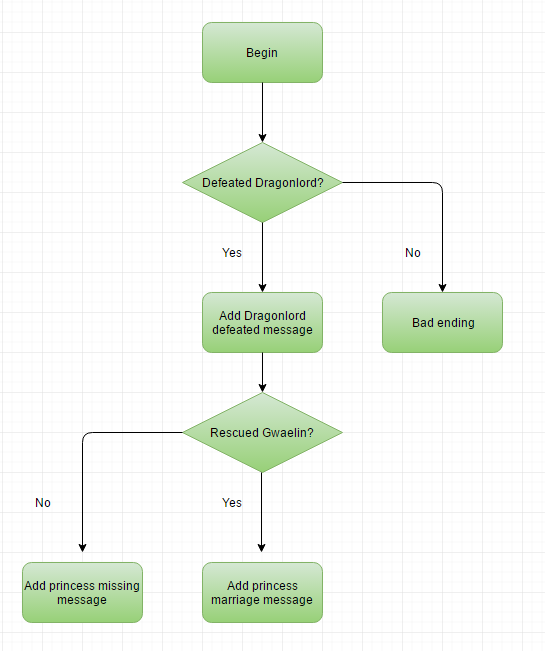 Begin
Defeated Dragonlord?
Yes
No
Add Dragonlord
defeated message
Bad ending
Rescued Gwaelin?
No
Yes
Add princess missing
message
Add princess
marriage message